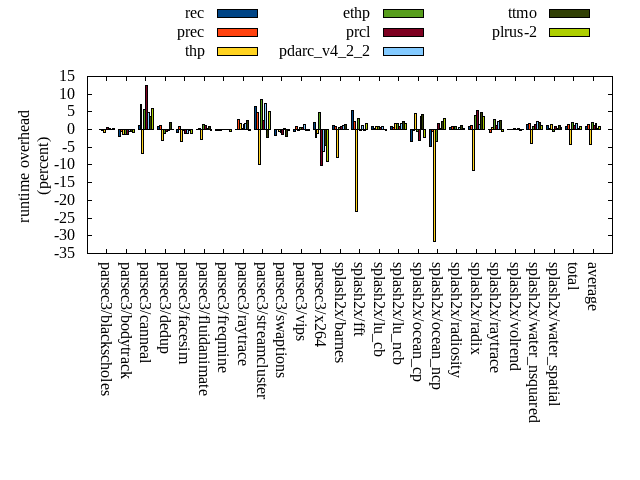 rec ethp ttmo
prec prcl plrus-2
thp pdarc_v4_2_2
runtime overhead
(percent)
15
10
5
0
-5
-10
-15
-20
-25
-30
-35
parsec3/blackscholes
parsec3/bodytrack
parsec3/canneal
parsec3/dedup
parsec3/facesim
parsec3/fluidanimate
parsec3/freqmine
parsec3/raytrace
parsec3/streamcluster
parsec3/swaptions
parsec3/vips
parsec3/x264
splash2x/barnes
splash2x/fft
splash2x/lu_cb
splash2x/lu_ncb
splash2x/ocean_cp
splash2x/ocean_ncp
splash2x/radiosity
splash2x/radix
splash2x/raytrace
splash2x/volrend
splash2x/water_nsquared
splash2x/water_spatial
total
average